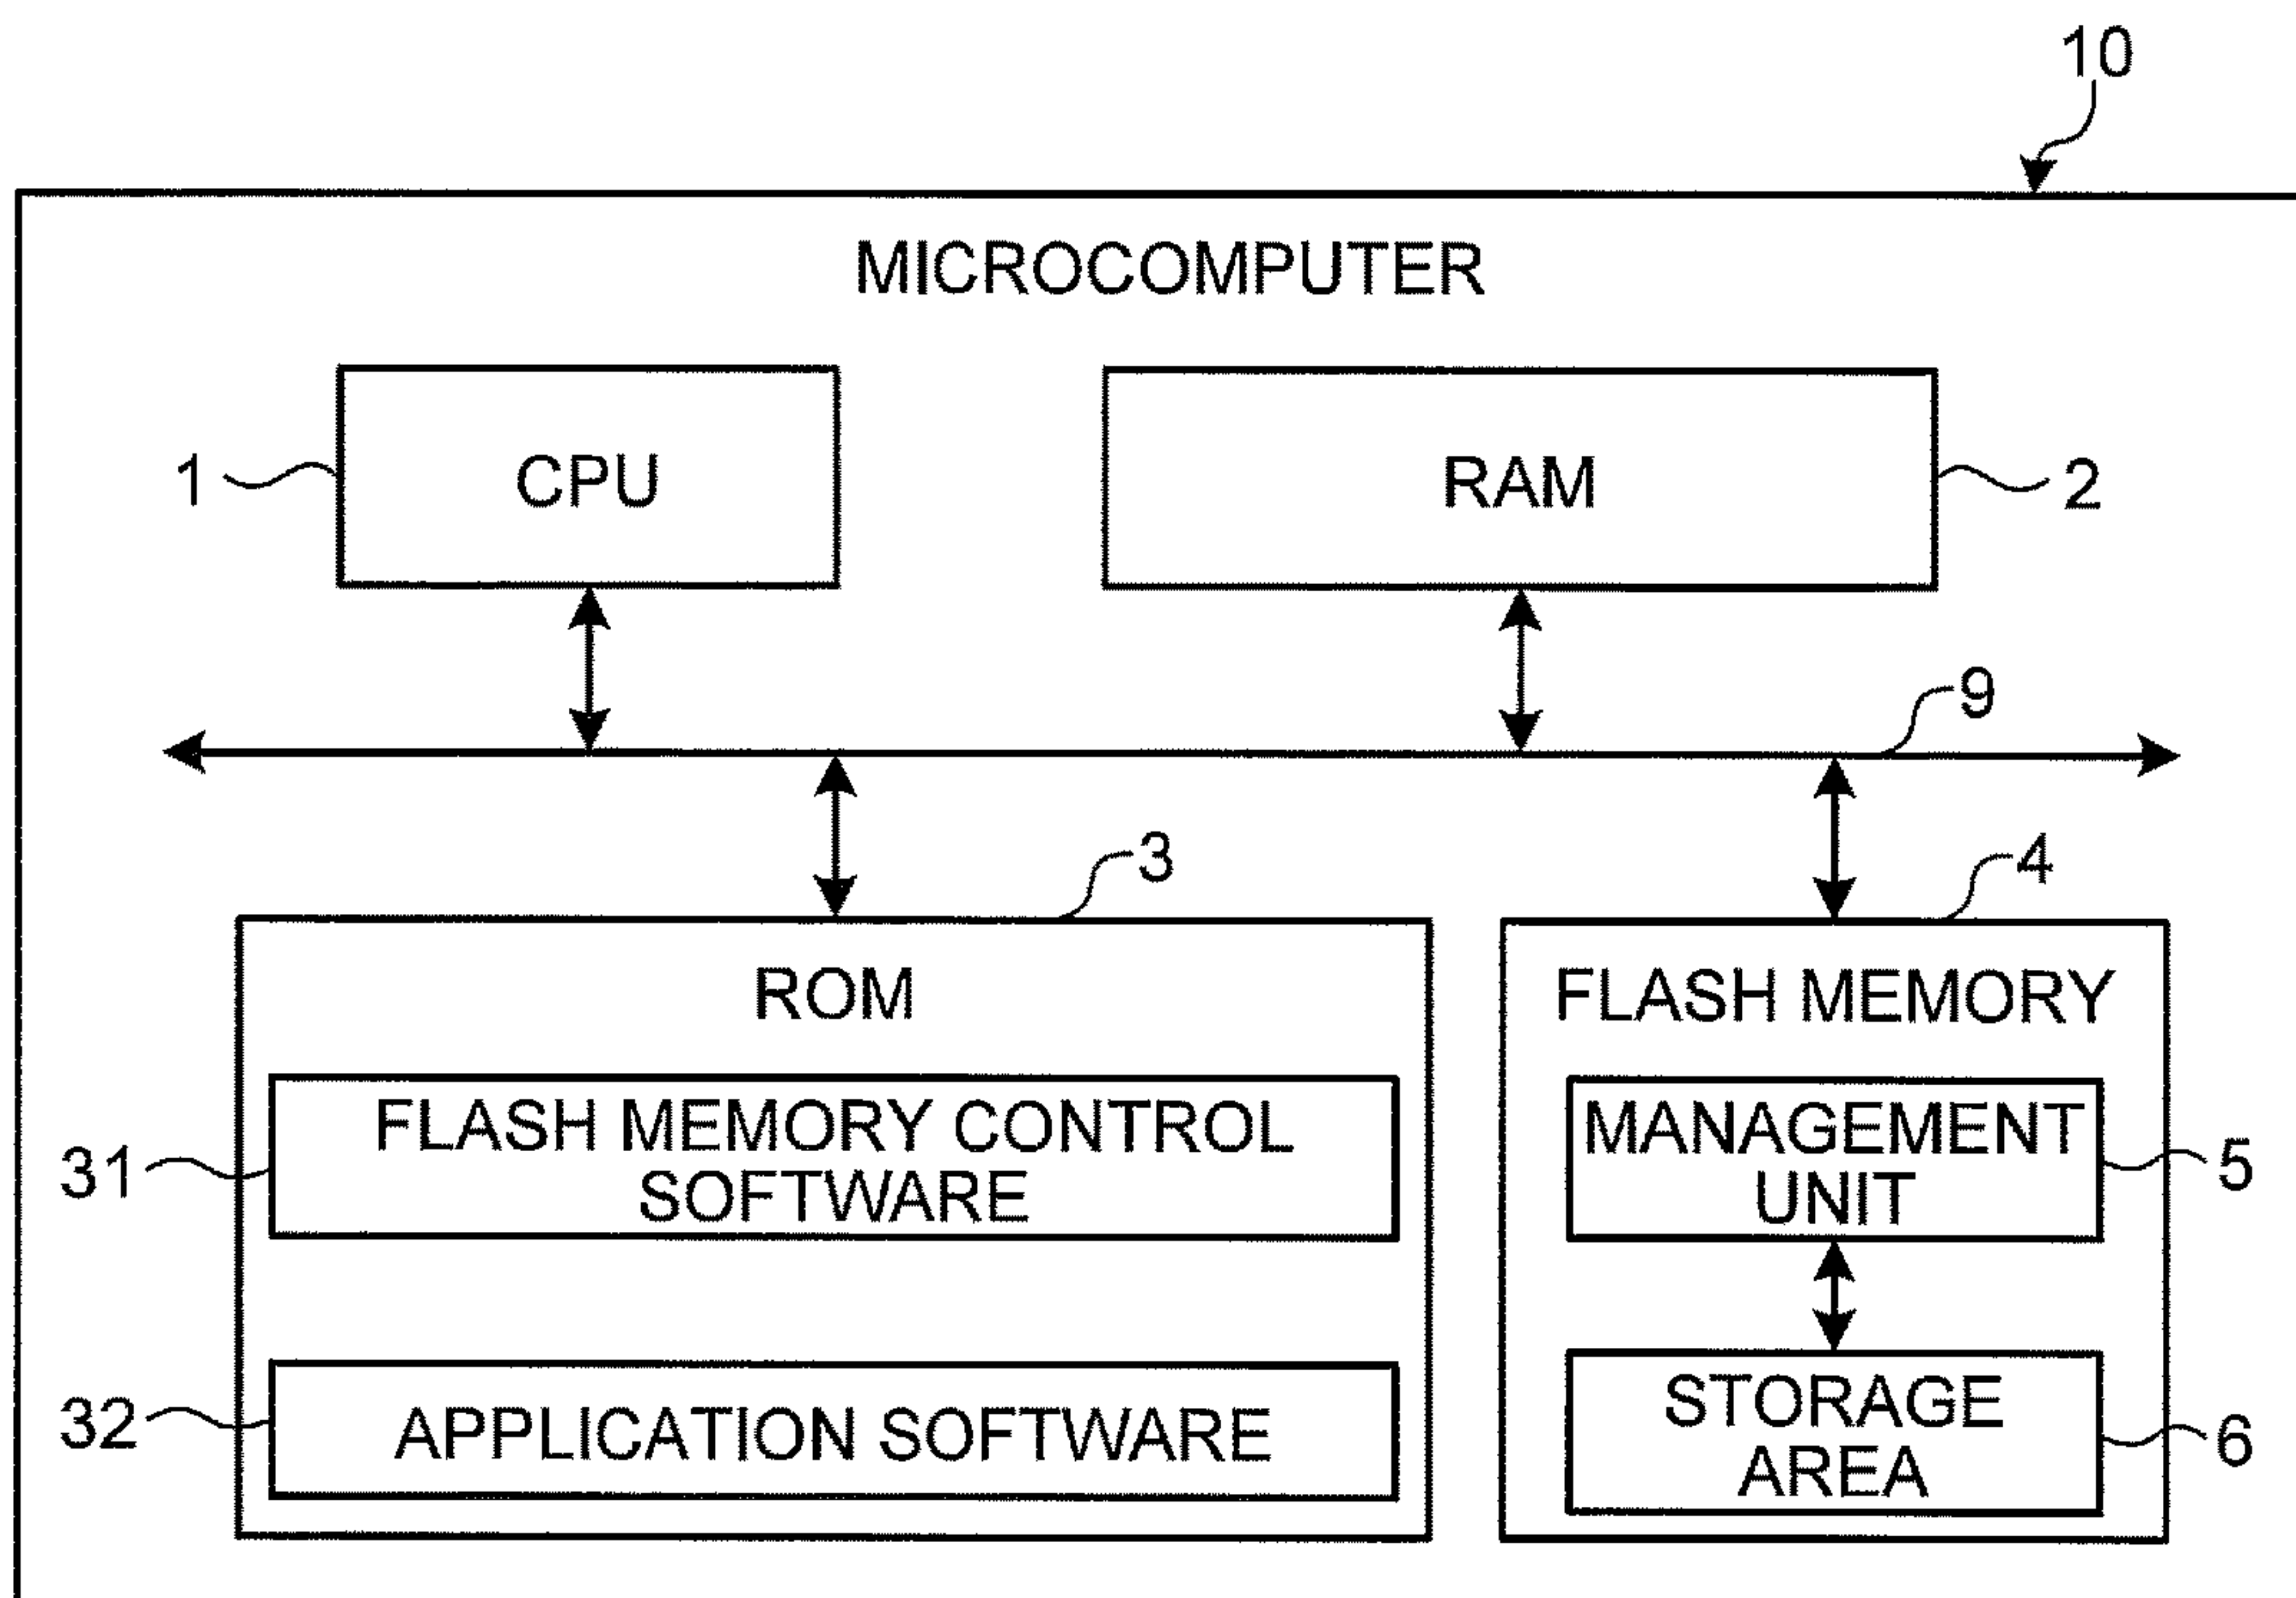 10
MICROCOMPUTER
1
CPU
RAM
2
9
3
4
ROM
FLASH MEMORY
31
FLASH MEMORY CONTROL
SOFTWARE
MANAGEMENT
UNIT
5
32
APPLICATION SOFTWARE
STORAGE
AREA
6